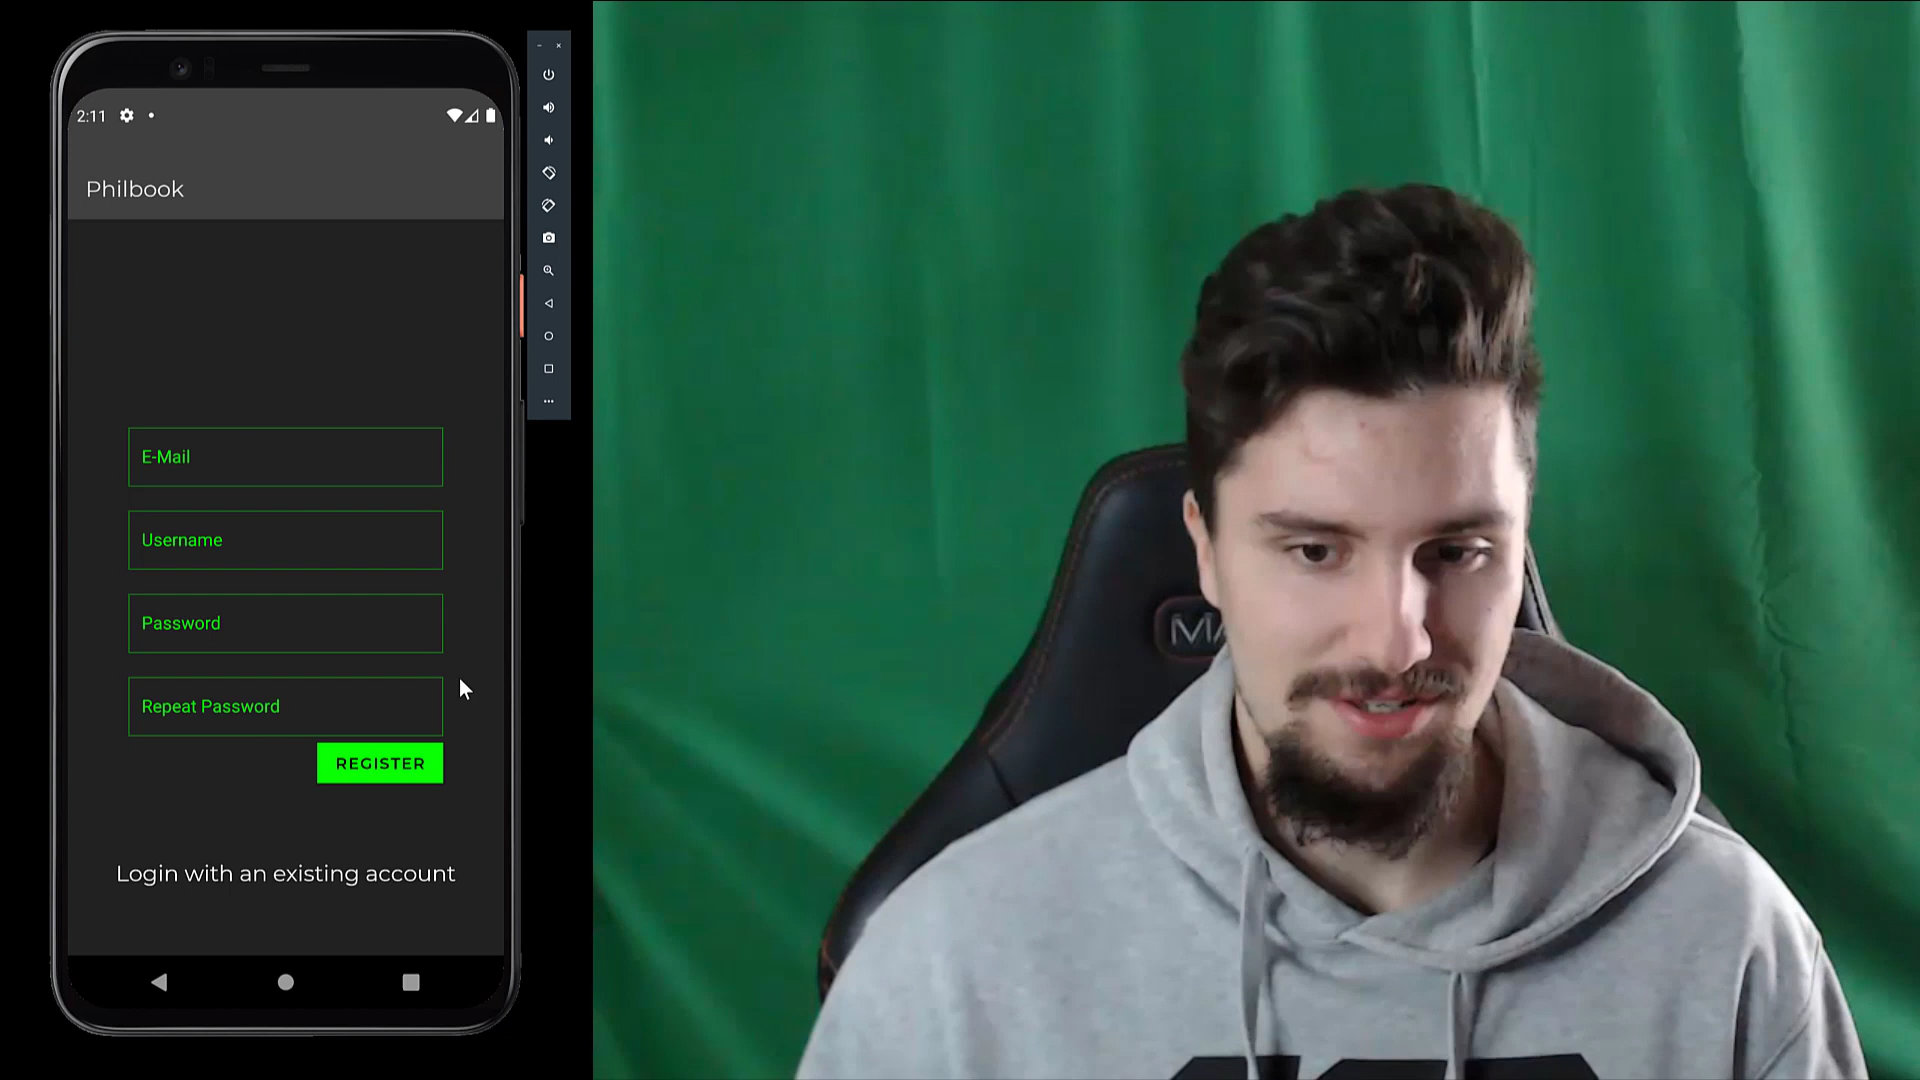 2:11
Philbook
E-Mail
Username
Password
Repeat Password
REGISTER
Login with an existing account